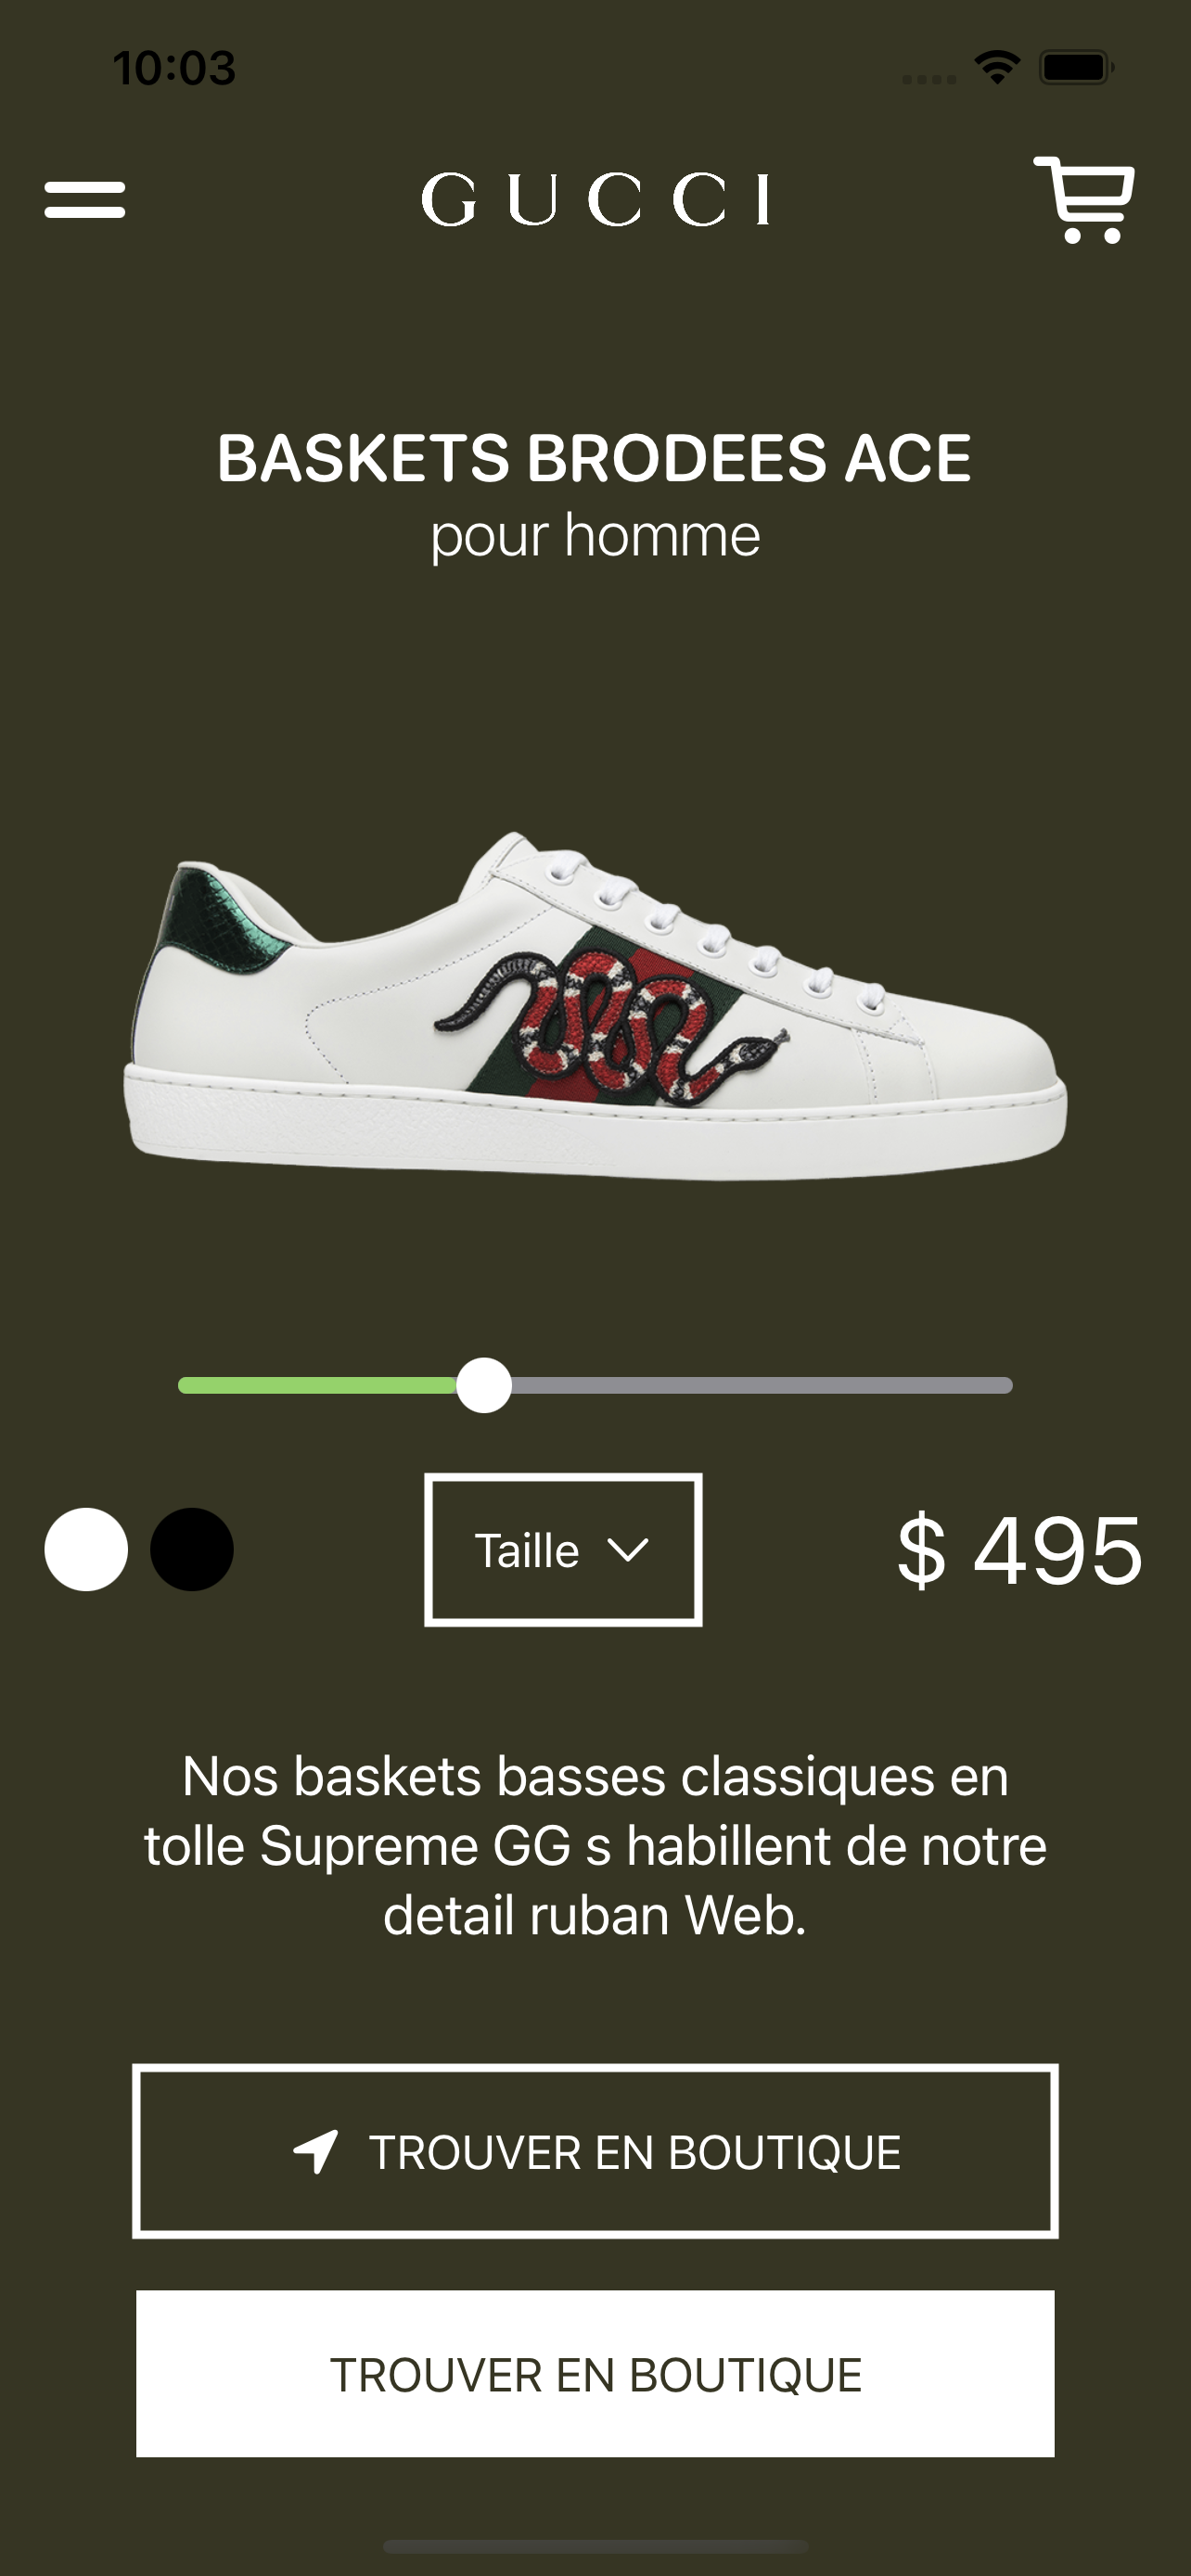 10:03
GUCCI
BASKETS BRODEES ACE
pour homme
Taille
$ 495
Nos baskets basses classiques en
tolle Supreme GG s habillent de notre
detail ruban Web.
TROUVER EN BOUTIQUE
TROUVER EN BOUTIQUE